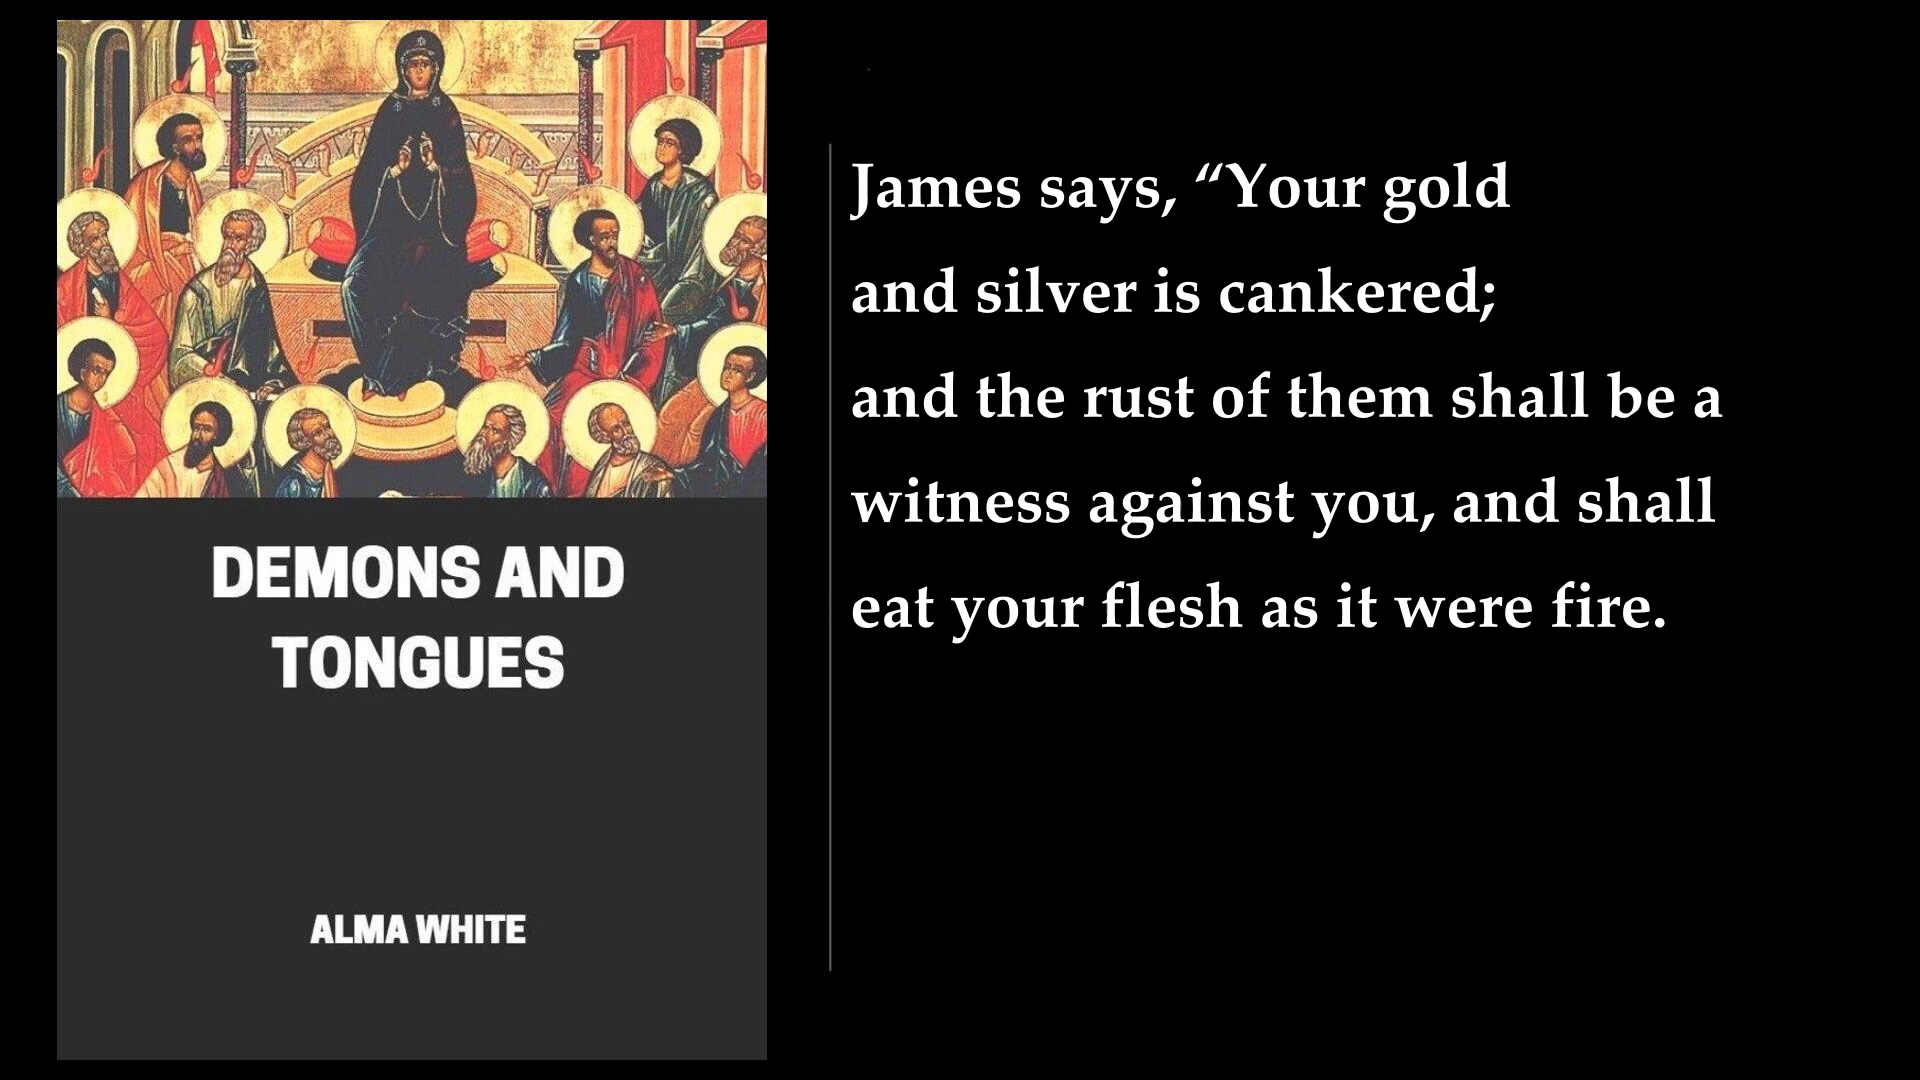 DEMONS AND
TONGUES
ALMA WHITE
James says, “Your gold
and silver is cankered;
and the rust of them shall be a
witness against you, and shall
eat your flesh as it were fire.